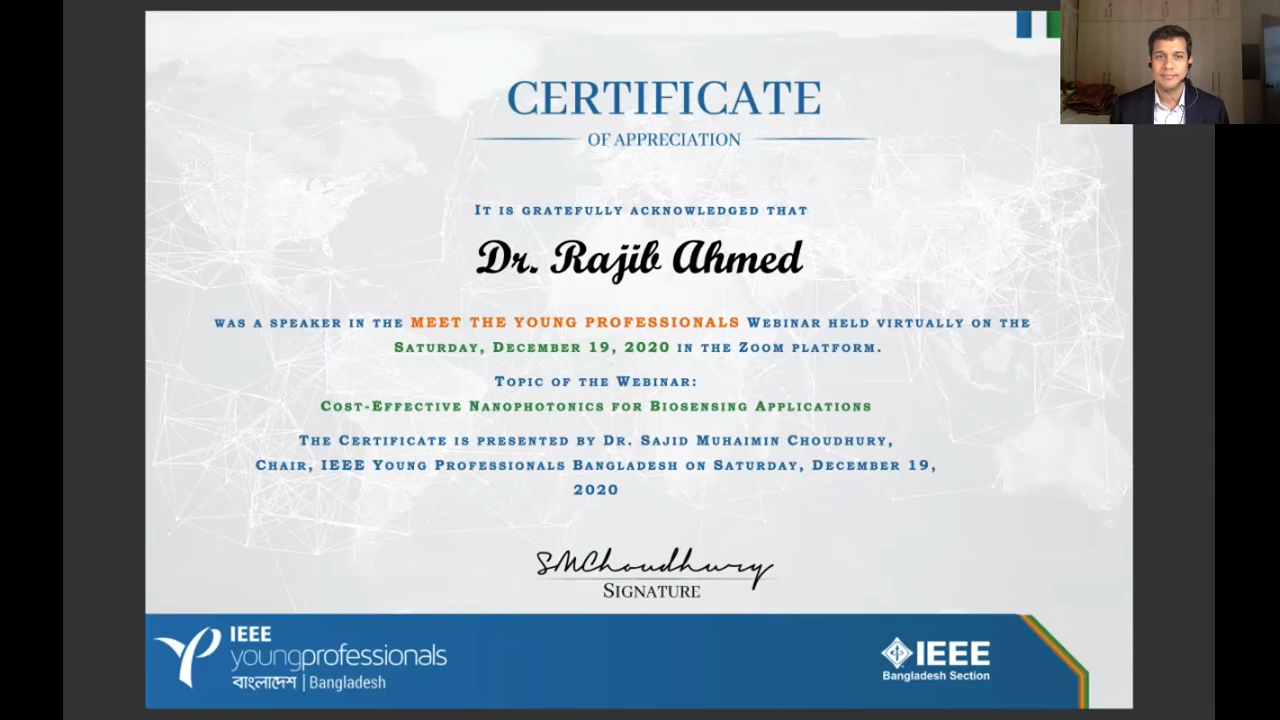 CERTIFICATE
OF APPRECIATION
It is gratefully acknowledged that
Dr. Rajib Ahmed
was a speaker in the MEET THE YOUNG PROFESSIONALS Webinar held virtually on the
Saturday, December 19, 2020 in the Zoom platform.
Topic of the Webinar:
Cost-Effective Nanophotonics for Biosensing Applications
The Certificate is presented by Dr. Sajid Muhaimin Choudhury,
Chair, IEEE Young Professionals Bangladesh on Saturday, December 19,
2020
SMChoudhury
Signature
IEEE
youngprofessionals
বাংলাদেশ | Bangladesh
IEEE
Bangladesh Section